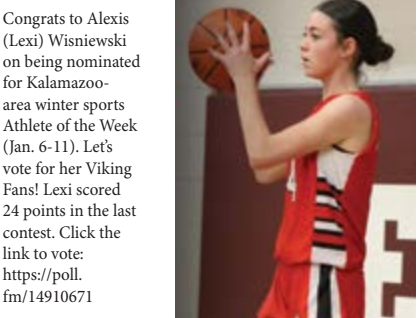 Congrats to Alexis
(Lexi) Wisniewski
on being nominated
for Kalamazoo-
area winter sports
Athlete of the Week
(Jan. 6-11). Let's
vote for her Viking
Fans! Lexi scored
24 points in the last
contest. Click the
link to vote:
https://poll.
fm/14910671